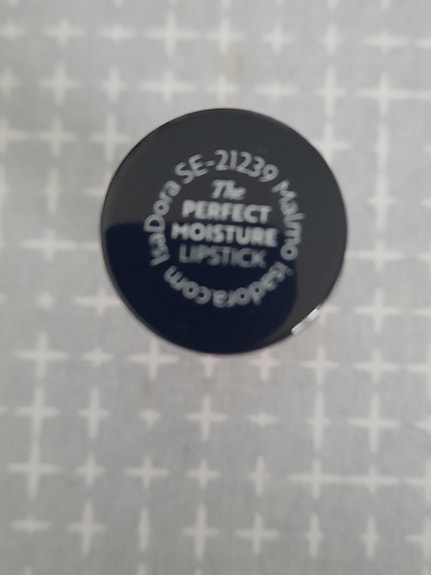 IsaDora SE-21239 Malmo isadora.com
The
PERFECT
MOISTURE
LIPSTICK